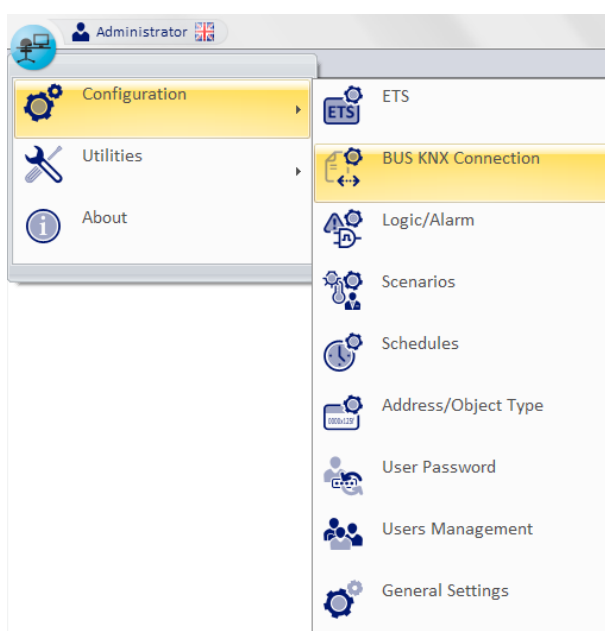 Administrator
Configuration
Utilities
About
ETS
ETS
BUS KNX Connection
Logic/Alarm
Scenarios
Schedules
Address/Object Type
User Password
Users Management
General Settings